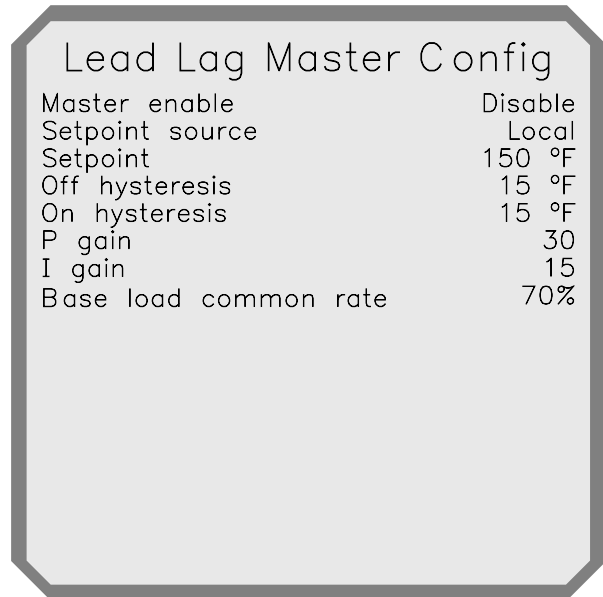 Lead Lag Master Config
Master enable Disable
Setpoint source Local
Setpoint 150 °F
Off hysteresis 15 °F
On hysteresis 15 °F
P gain 30
I gain 15
Base load common rate 70%